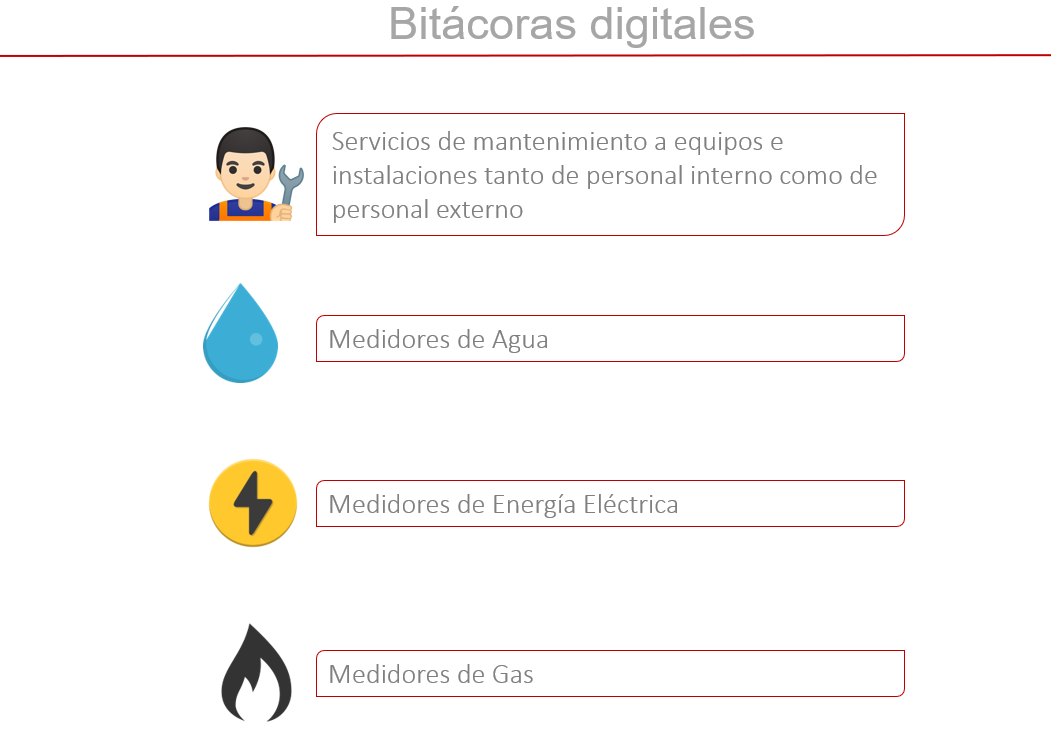 Bitácoras digitales
Servicios de mantenimiento a equipos e
instalaciones tanto de personal interno como de
personal externo
Medidores de Agua
Medidores de Energía Eléctrica
Medidores de Gas